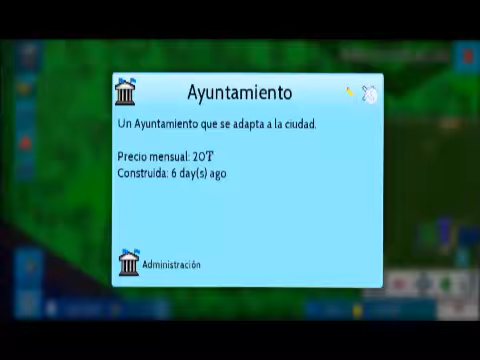 Ayuntamiento
Un Ayuntamiento que se adapta a la ciudad.
Precio mensual: 20T
Construida: 6 day(s) ago
Administración